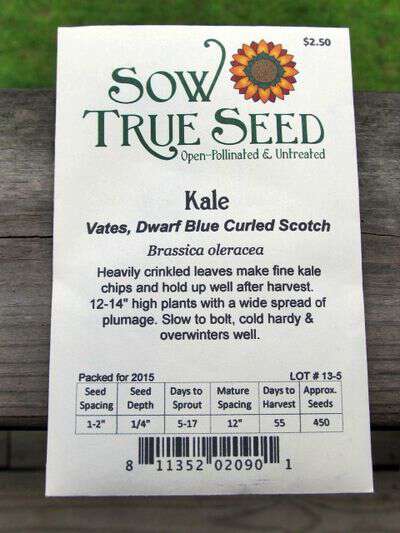 $2.50
SOW
TRUE SEED
Open-Pollinated & Untreated
Kale
Vates, Dwarf Blue Curled Scotch
Brassica oleracea
Heavily crinkled leaves make fine kale
chips and hold up well after harvest.
12-14" high plants with a wide spread of
plumage. Slow to bolt, cold hardy &
overwinters well.
Packed for 2015 LOT # 13-5
Seed Spacing Seed Depth Days to Sprout Mature Spacing Days to Harvest Approx. Seeds
1-2" 1/4" 5-17 12" 55 450
8 11352 02090 1